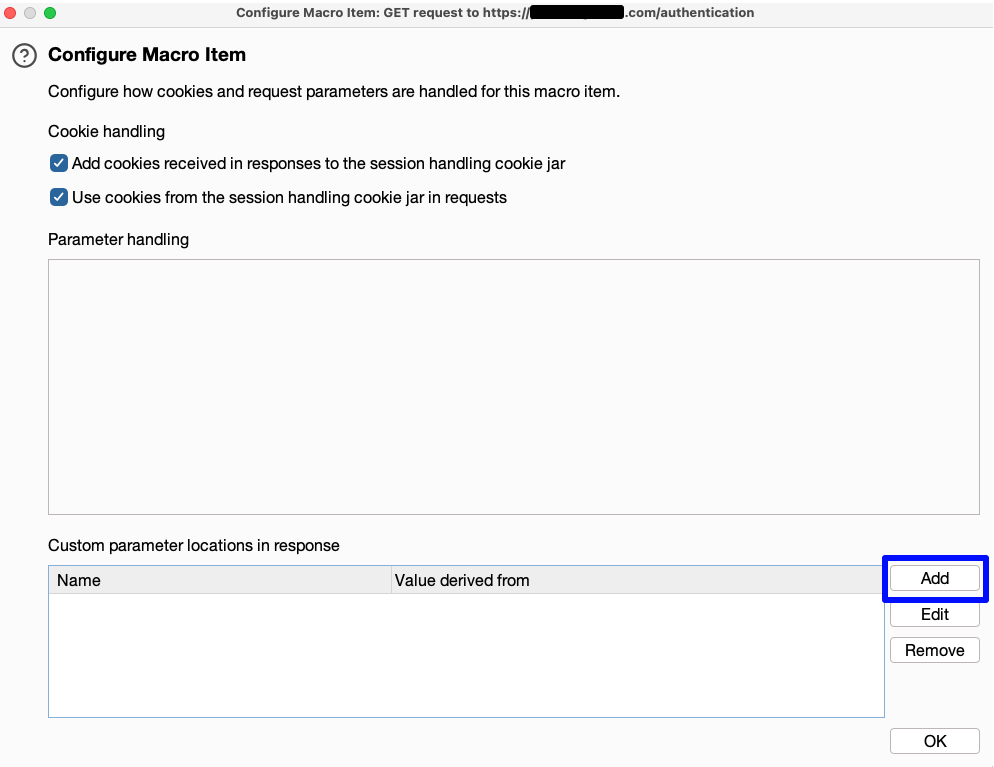 Configure Macro Item: GET request to https:// .com/authentication
? Configure Macro Item
Configure how cookies and request parameters are handled for this macro item.
Cookie handling
Add cookies received in responses to the session handling cookie jar
Use cookies from the session handling cookie jar in requests
Parameter handling
Custom parameter locations in response
Name Value derived from
Add
Edit
Remove
OK